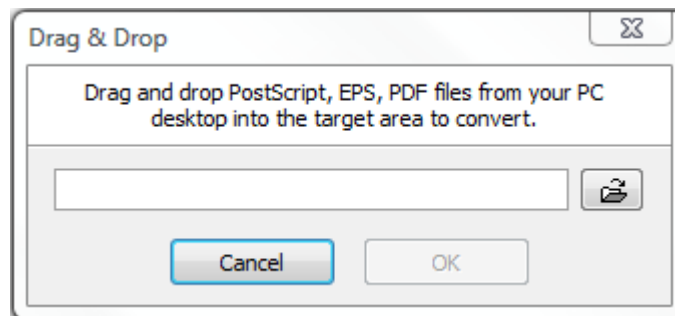 Drag & Drop
Drag and drop PostScript, EPS, PDF files from your PC
desktop into the target area to convert.
Cancel OK